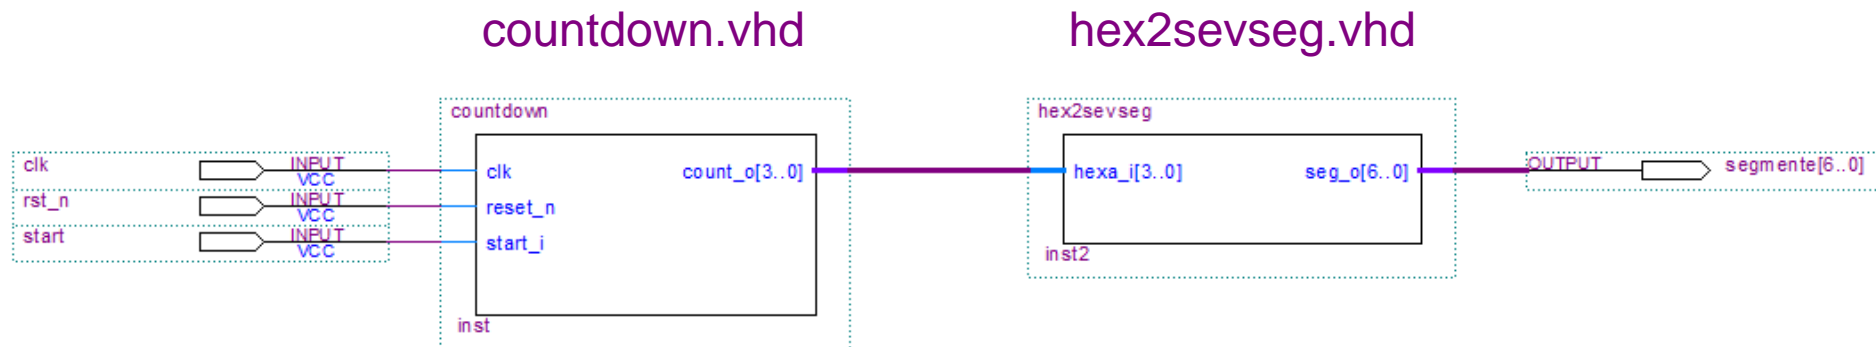 countdown.vhd
hex2sevseg.vhd
countdown
hex2sevseg
clk
INPUT
VCC
clk
count_o[3..0]
hexa_i[3..0]
seg_o[6..0]
OUTPUT
segmente[6..0]
rst_n
INPUT
VCC
reset_n
start
INPUT
VCC
start_i
inst2
inst